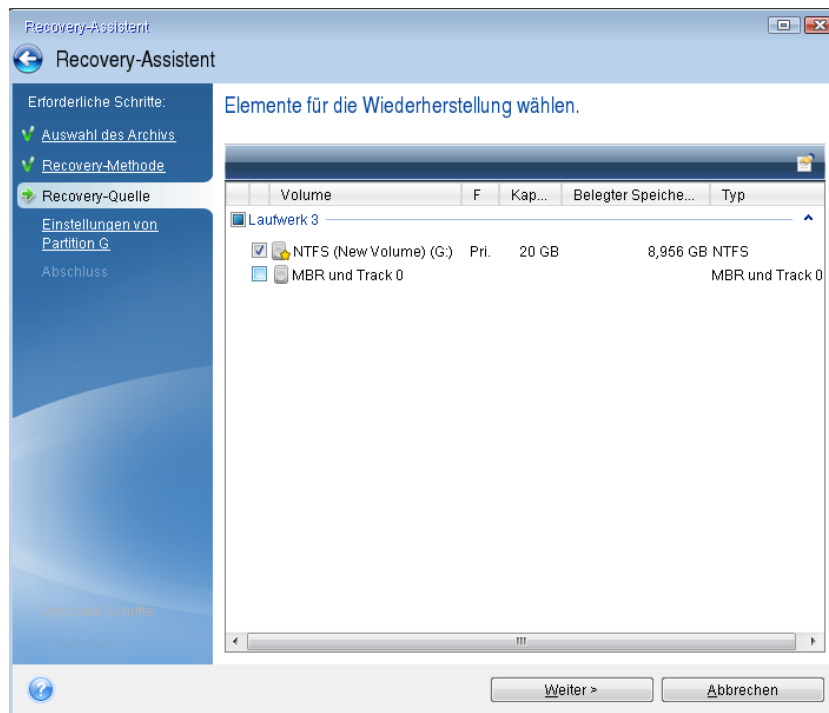 Recovery-Assistent
Recovery-Assistent
Erforderliche Schritte:
Auswahl des Archivs
Recovery-Methode
Recovery-Quelle
Einstellungen von
Partition G
Abschluss
Elemente für die Wiederherstellung wählen.
Volume F Kap... Belegter Speiche... Typ
Laufwerk 3
NTFS (New Volume) (G:) Pri. 20 GB 8,956 GB NTFS
MBR und Track 0 MBR und Track 0
Schritte:
Weiter > Abbrechen